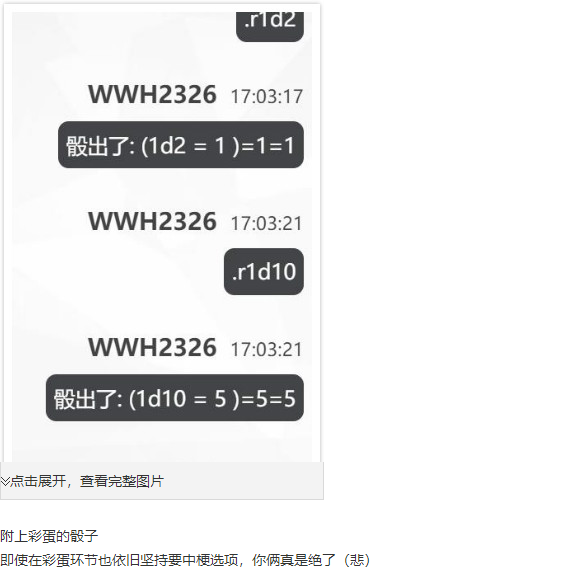 .r1d2
WWH2326 17:03:17
骰出了: (1d2 = 1 )=1=1
WWH2326 17:03:21
.r1d10
WWH2326 17:03:21
骰出了: (1d10 = 5 )=5=5
点击展开，查看完整图片
附上彩蛋的骰子
即使在彩蛋环节也依旧坚持要中梗选项，你俩真是绝了（悲）